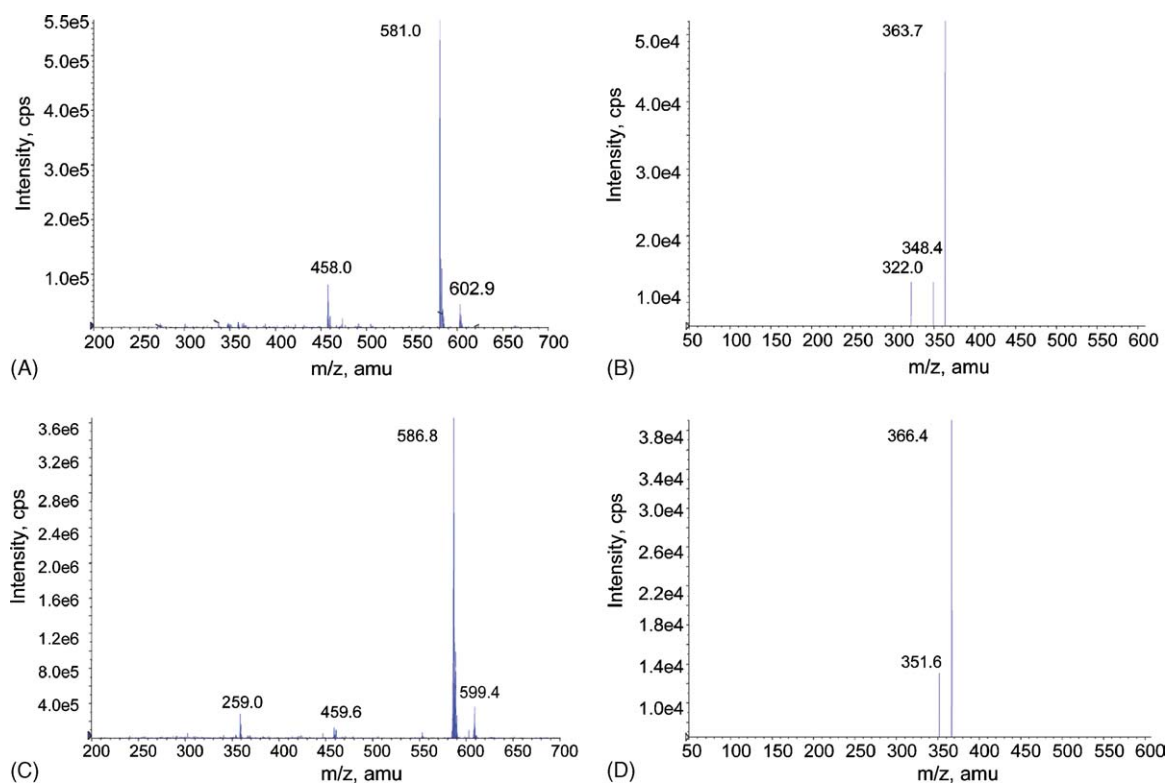 5.5e5
5.0e5
4.0e5
3.0e5
2.0e5
1.0e5
Intensity, cps
581.0
458.0
602.9
200 250 300 350 400 450 500 550 600 650 700
m/z, amu
(A)
5.0e4
4.0e4
3.0e4
2.0e4
1.0e4
Intensity, cps
363.7
348.4
322.0
50 100 150 200 250 300 350 400 450 500 550 600
m/z, amu
(B)
3.6e6
3.2e6
2.8e6
2.4e6
2.0e6
1.6e6
1.2e6
8.0e5
4.0e5
Intensity, cps
586.8
259.0
459.6
599.4
200 250 300 350 400 450 500 550 600 650 700
m/z, amu
(C)
3.8e4
3.4e4
3.0e4
2.6e4
2.2e4
1.8e4
1.4e4
1.0e4
Intensity, cps
366.4
351.6
50 100 150 200 250 300 350 400 450 500 550 600
m/z, amu
(D)